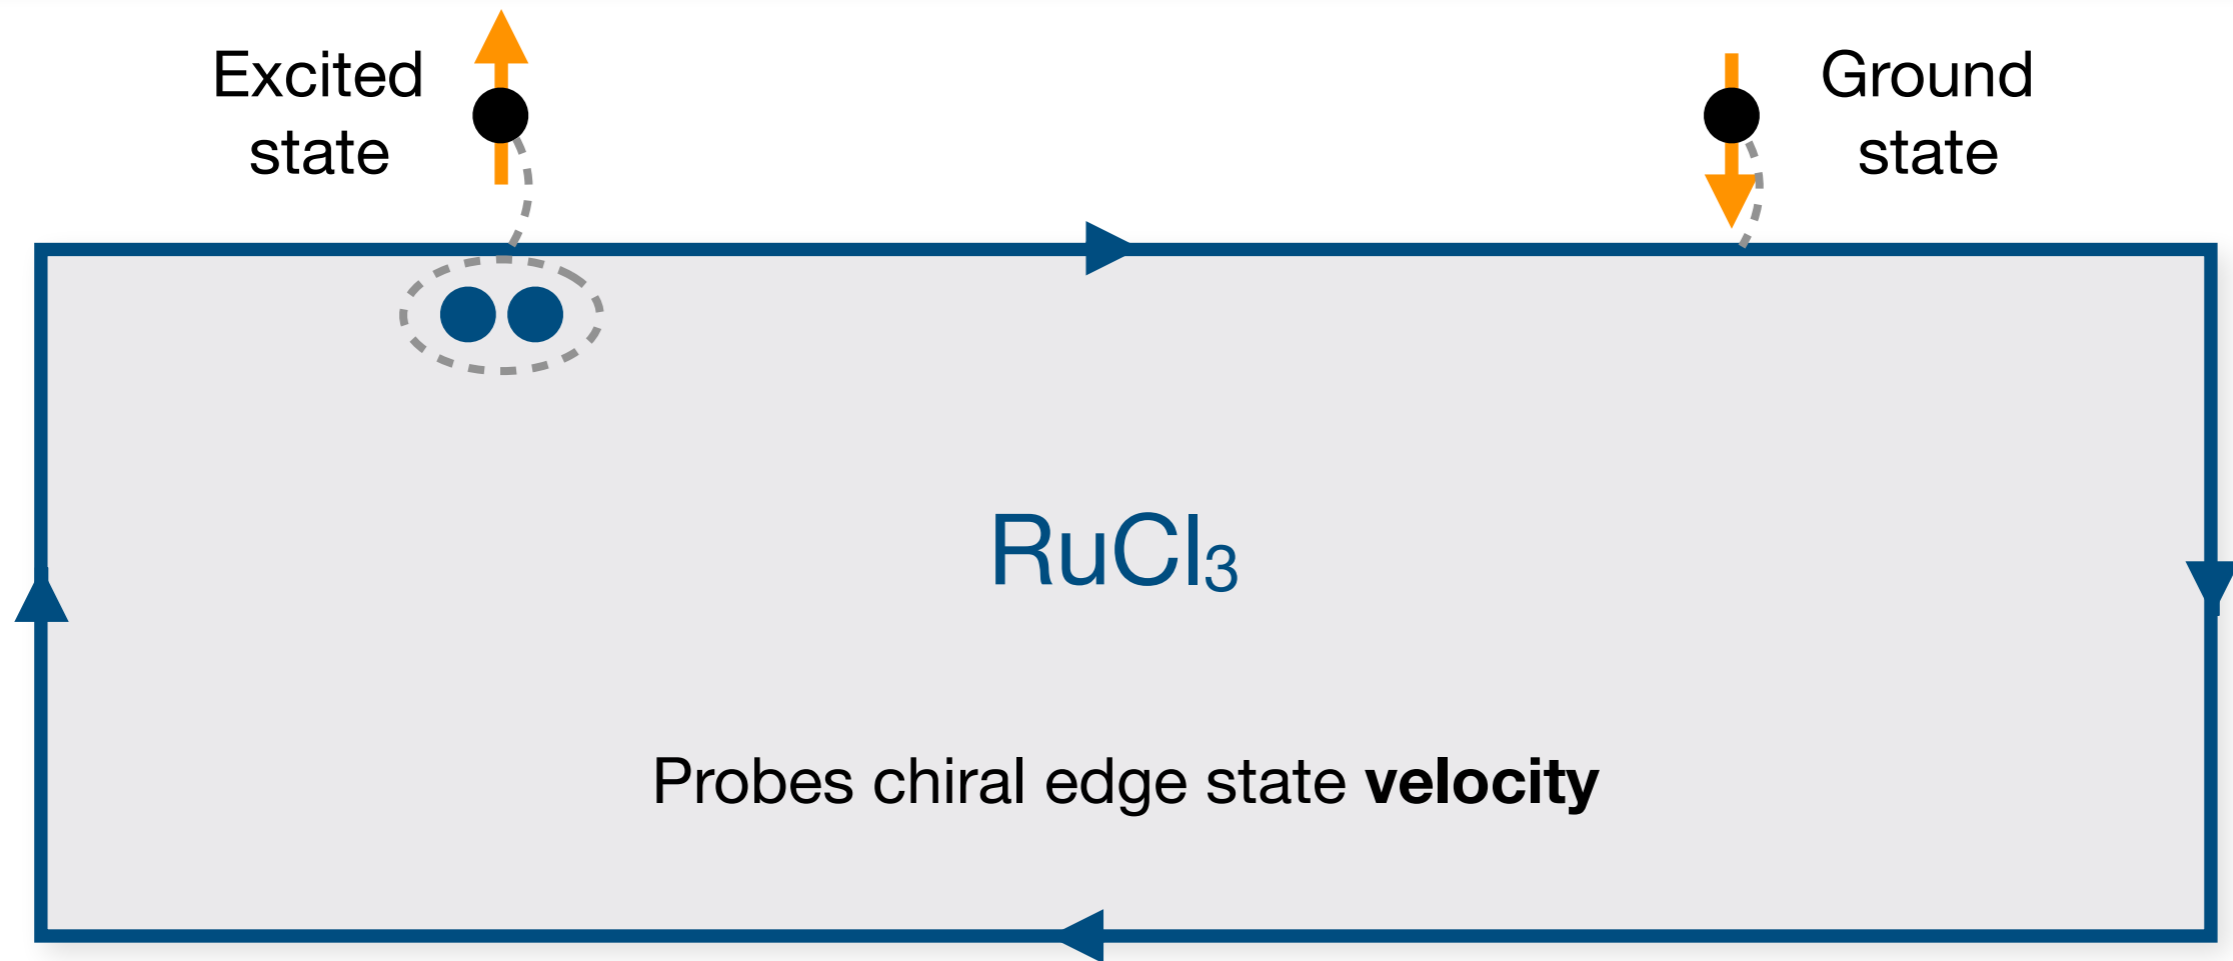 Excited
state
Ground
state
RuCl₃
Probes chiral edge state velocity